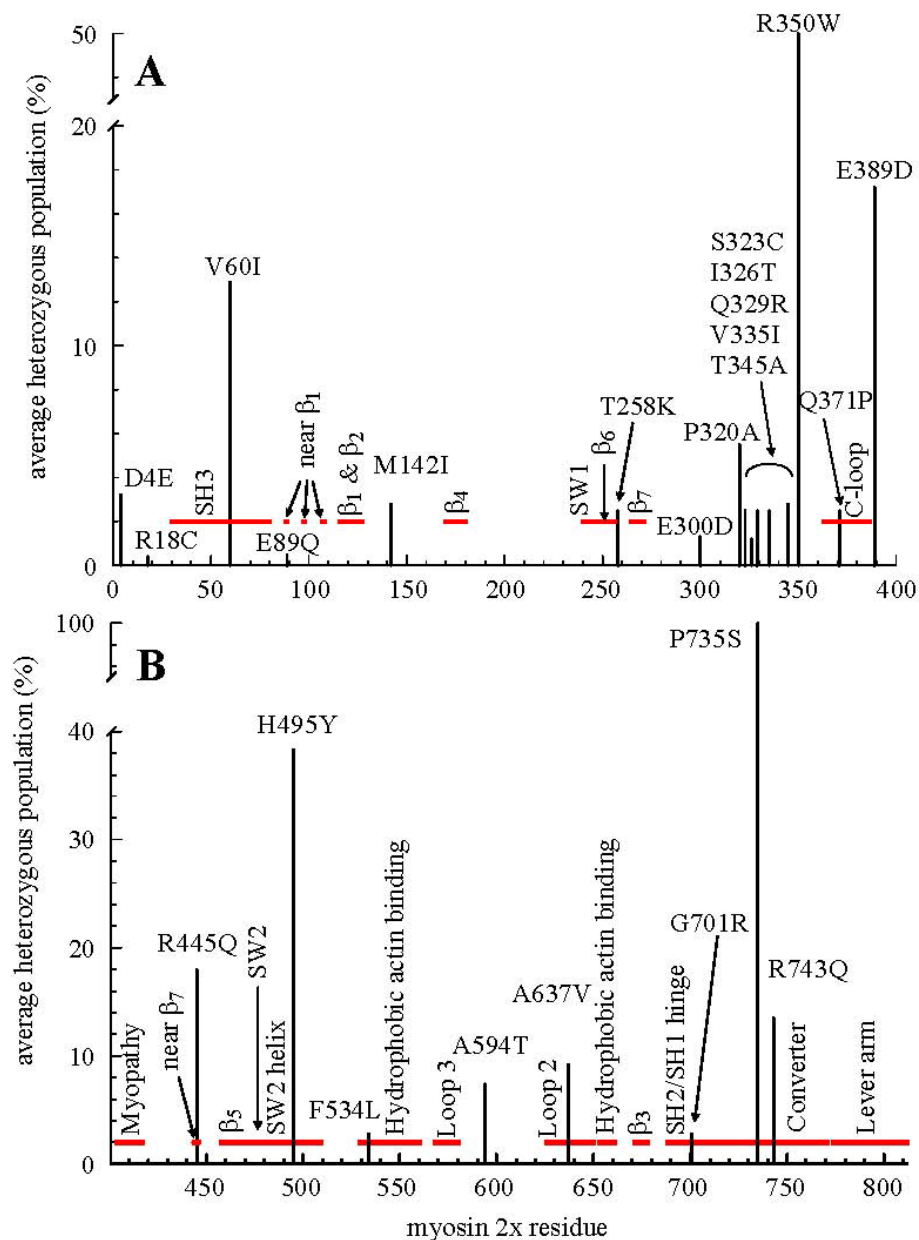 R350W
50
A
20
E389D
S323C
V60I
I326T
Q329R
V335I
T345A
10
near β1
β1 & β2
T258K
Q371P
β6
M142I
P320A
D4E
SH3
SW1
β4
β7
C-loop
R18C
E89Q
E300D
0
0 50 100 150 200 250 300 350 400
average heterozygous population (%)
100
P735S
B
H495Y
40
30
20
R445Q
SW2
G701R
R743Q
A637V
near β7
10
A594T
Myopathy
β5
SW2 helix
F534L
Hydrophobic actin binding
Loop 3
Loop 2
Hydrophobic actin binding
β3
SH2/SH1 hinge
Converter
Lever arm
0
450 500 550 600 650 700 750 800
average heterozygous population (%)
myosin 2x residue